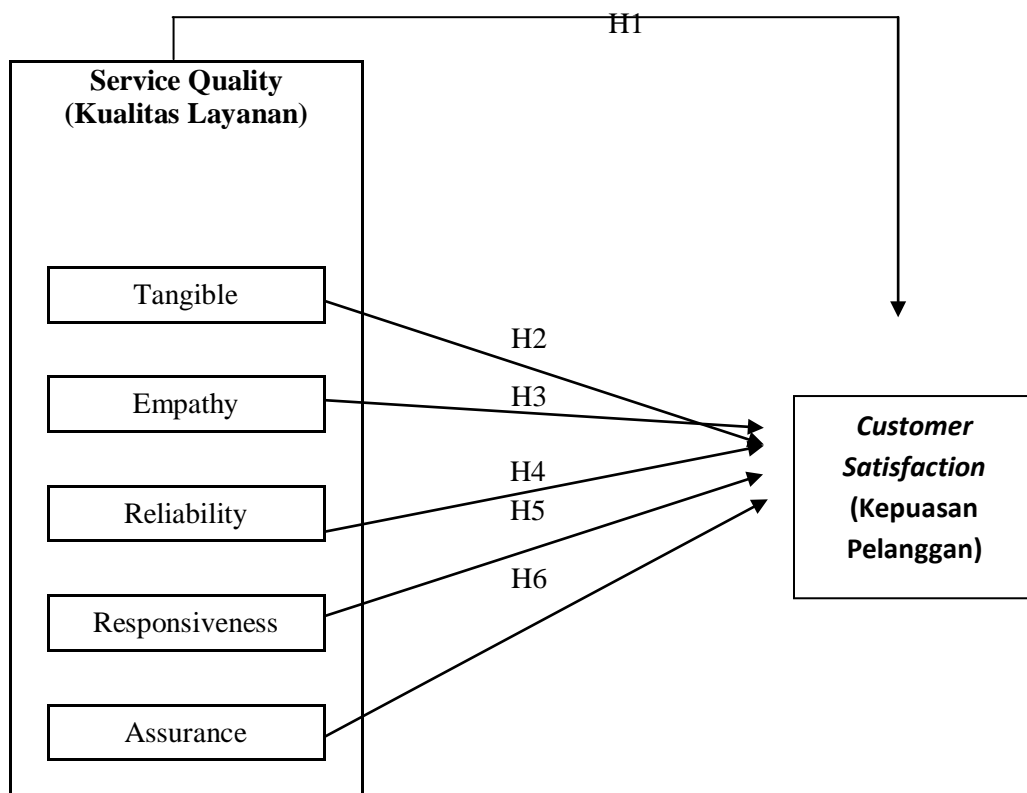 H1
Service Quality
(Kualitas Layanan)
Tangible
H2
Empathy
H3
Customer
Satisfaction
(Kepuasan
Pelanggan)
Reliability
H4
H5
Responsiveness
H6
Assurance